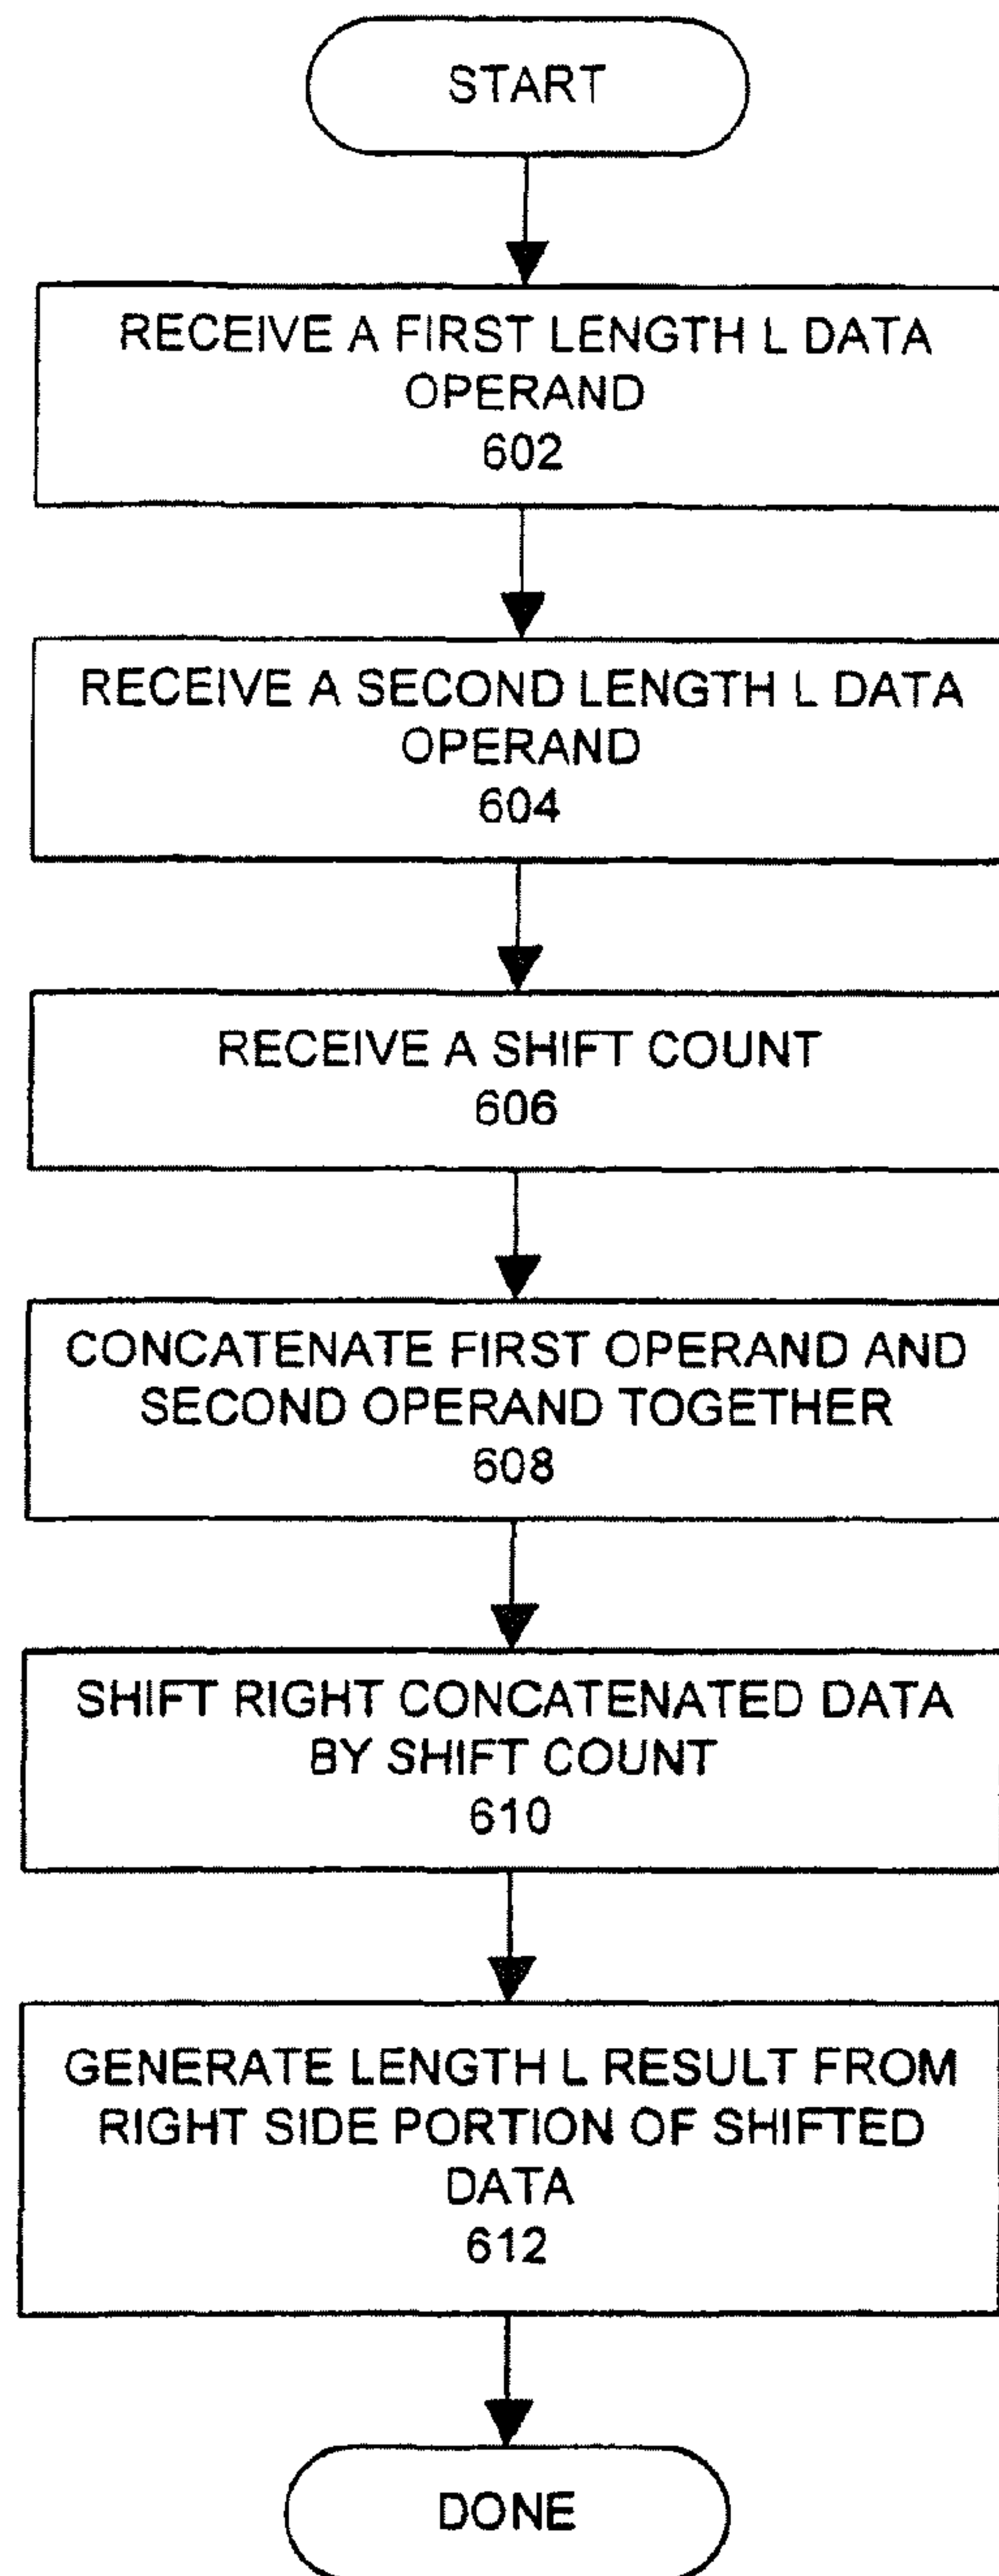 START
RECEIVE A FIRST LENGTH L DATA
OPERAND
602
RECEIVE A SECOND LENGTH L DATA
OPERAND
604
RECEIVE A SHIFT COUNT
606
CONCATENATE FIRST OPERAND AND
SECOND OPERAND TOGETHER
608
SHIFT RIGHT CONCATENATED DATA
BY SHIFT COUNT
610
GENERATE LENGTH L RESULT FROM
RIGHT SIDE PORTION OF SHIFTED
DATA
612
DONE